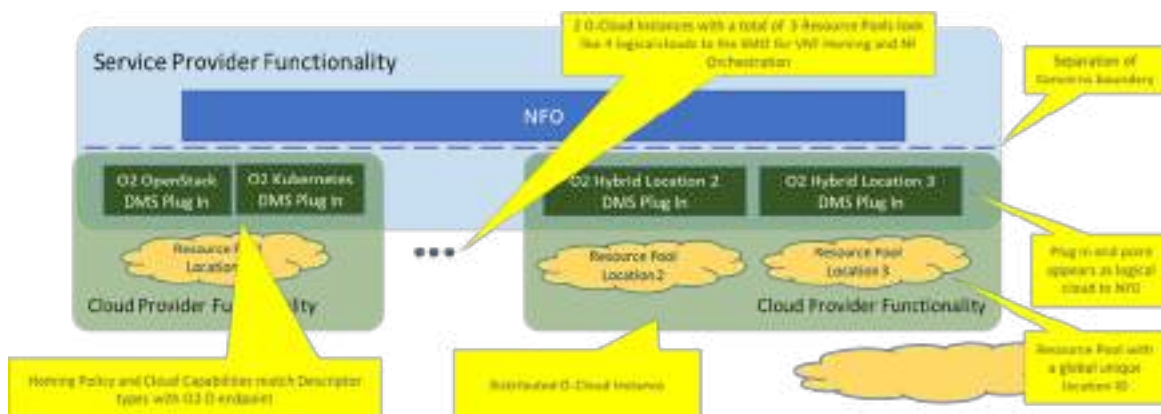 2 O-Cloud Instances with a total of 3 Resource Pools look
like 4 logical clouds to the SMO for VNF Homing and NF
Orchestration
Service Provider Functionality
Separation of
Concerns boundary
NFO
O2 OpenStack
DMS Plug In
O2 Kubernetes
DMS Plug In
O2 Hybrid Location 2
DMS Plug In
O2 Hybrid Location 3
DMS Plug In
Resource Pool
Location
Resource Pool
Location 2
Resource Pool
Location 3
Plug in end point
appears as logical
cloud to NFO
Cloud Provider Functionality
Cloud Provider Functionality
Homing Policy and Cloud Capabilities match Descriptor
types with O2 D endpoint
Distributed O-Cloud Instance
Resource Pool with
a global unique
location ID